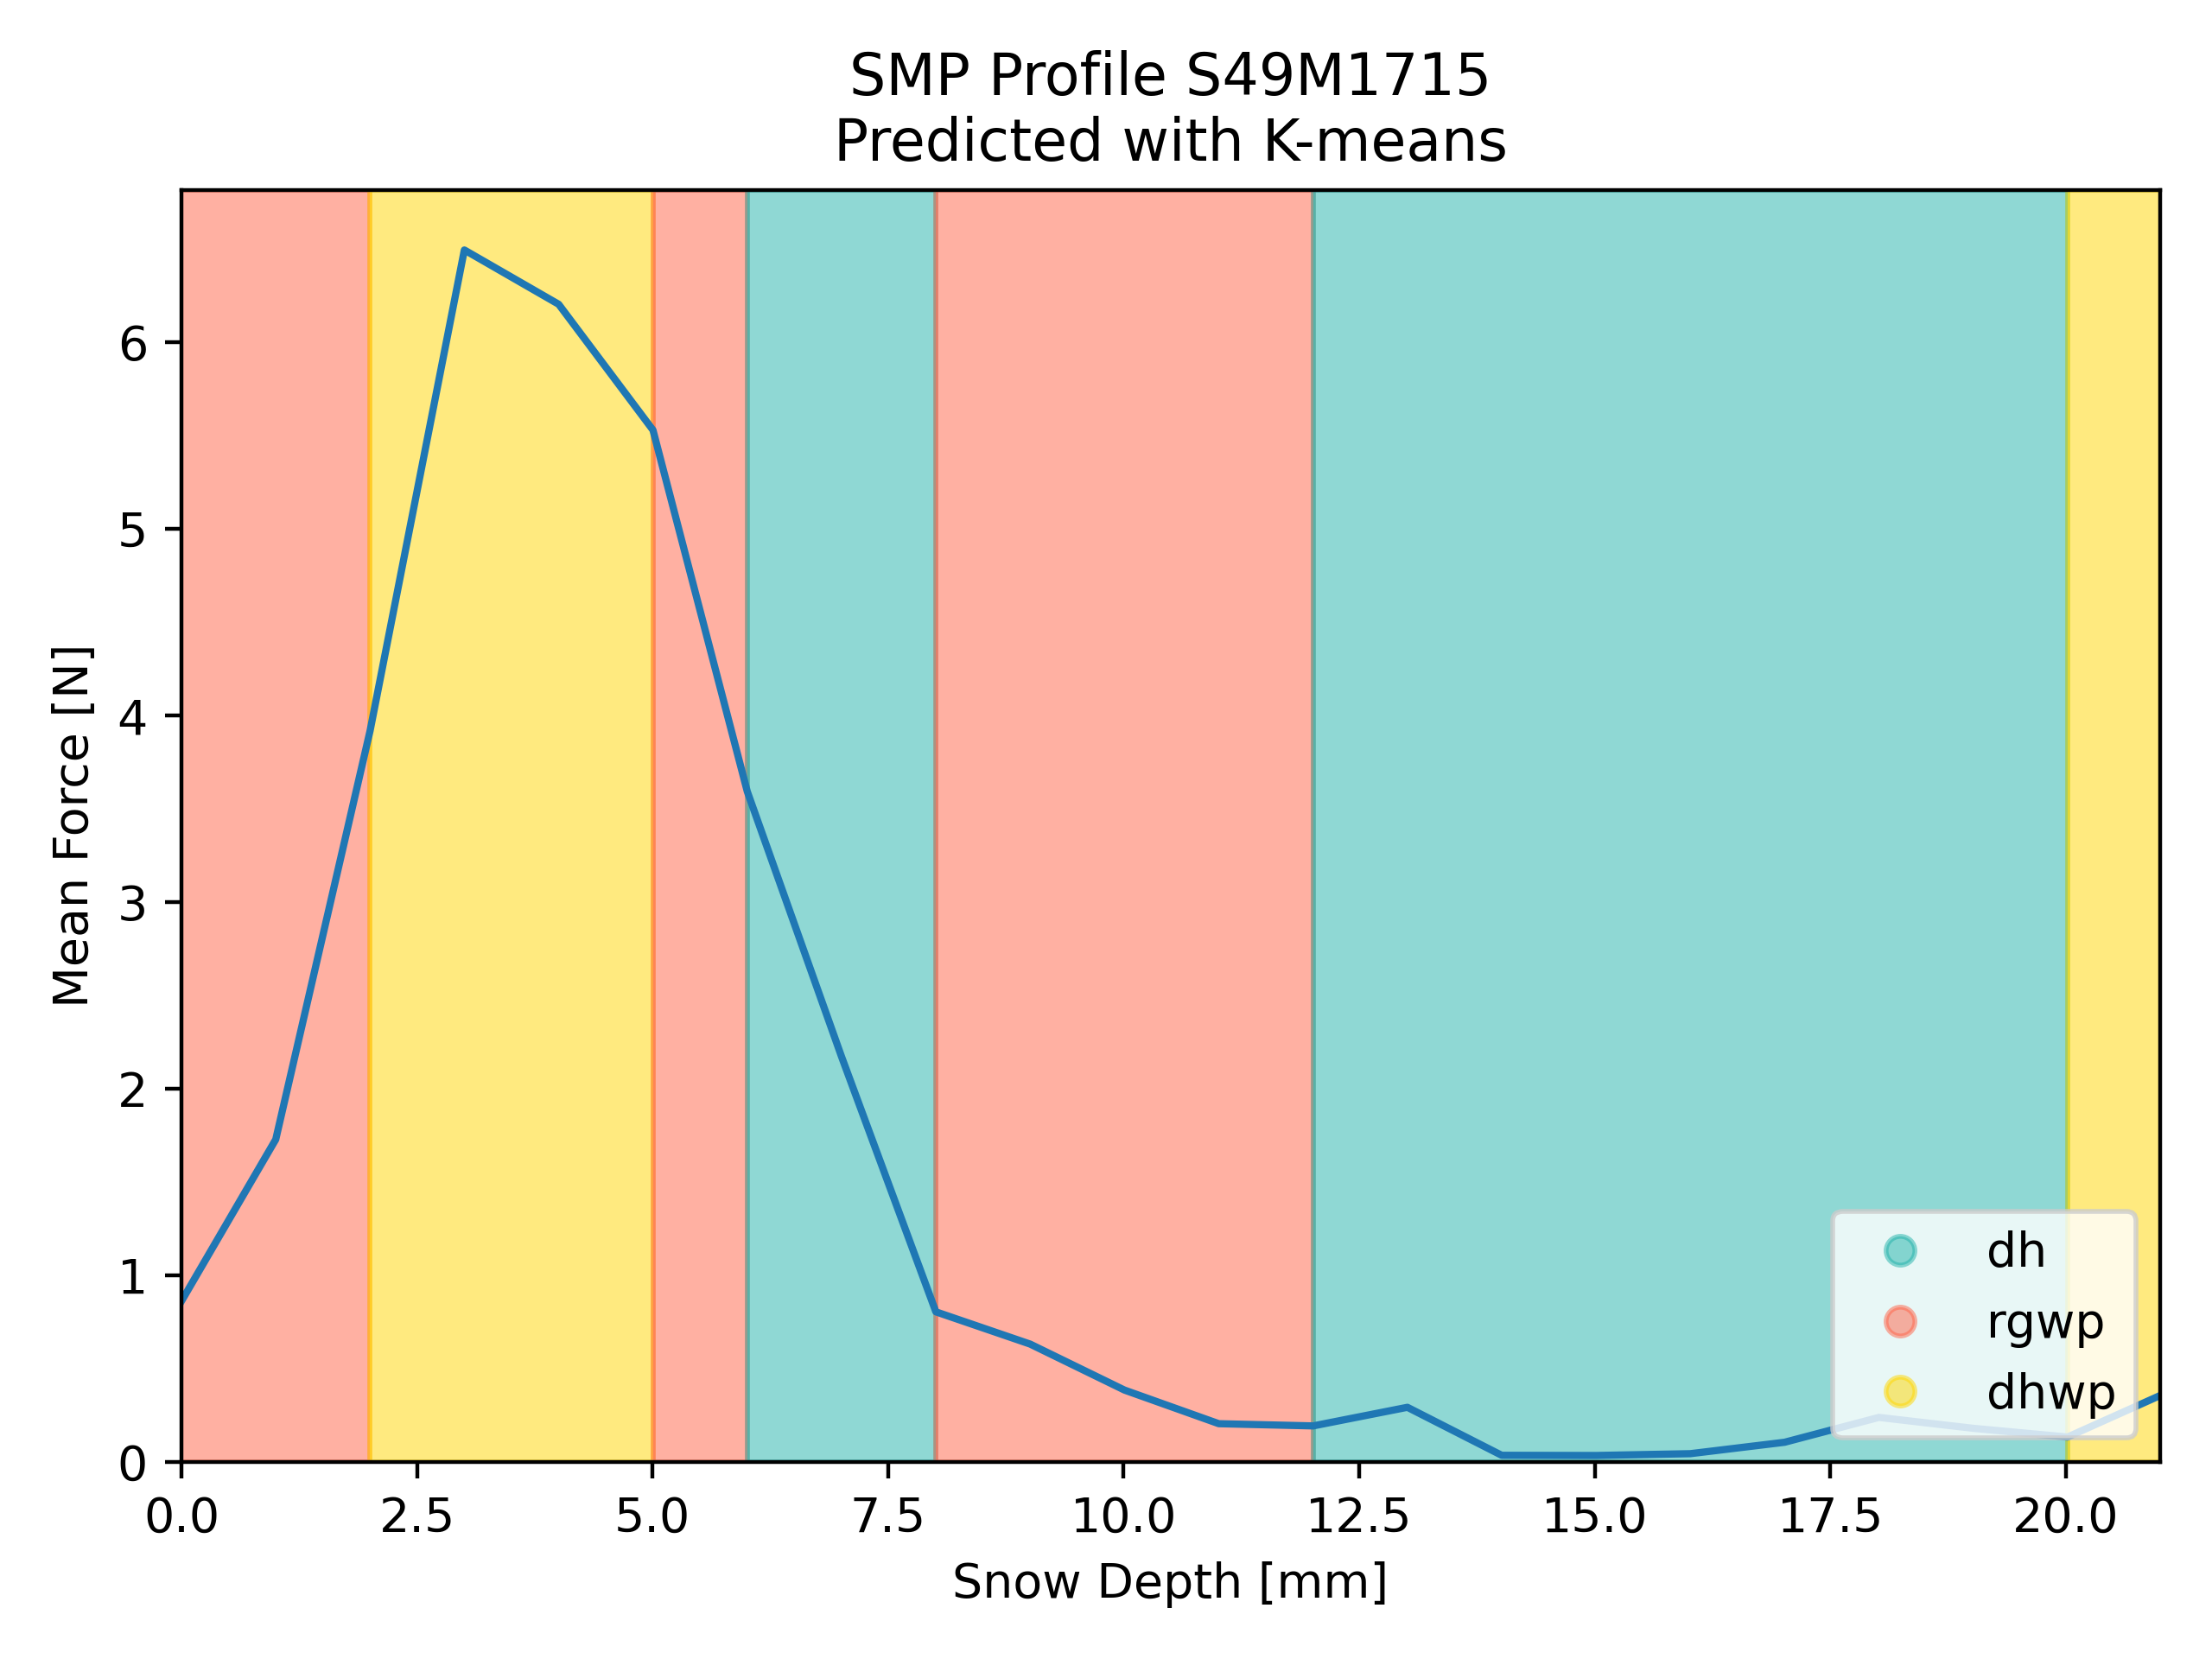 SMP Profile S49M1715
Predicted with K-means
Mean Force [N]
6
5
4
3
2
1
0
dh
rgwp
dhwp
0.0 2.5 5.0 7.5 10.0 12.5 15.0 17.5 20.0
Snow Depth [mm]